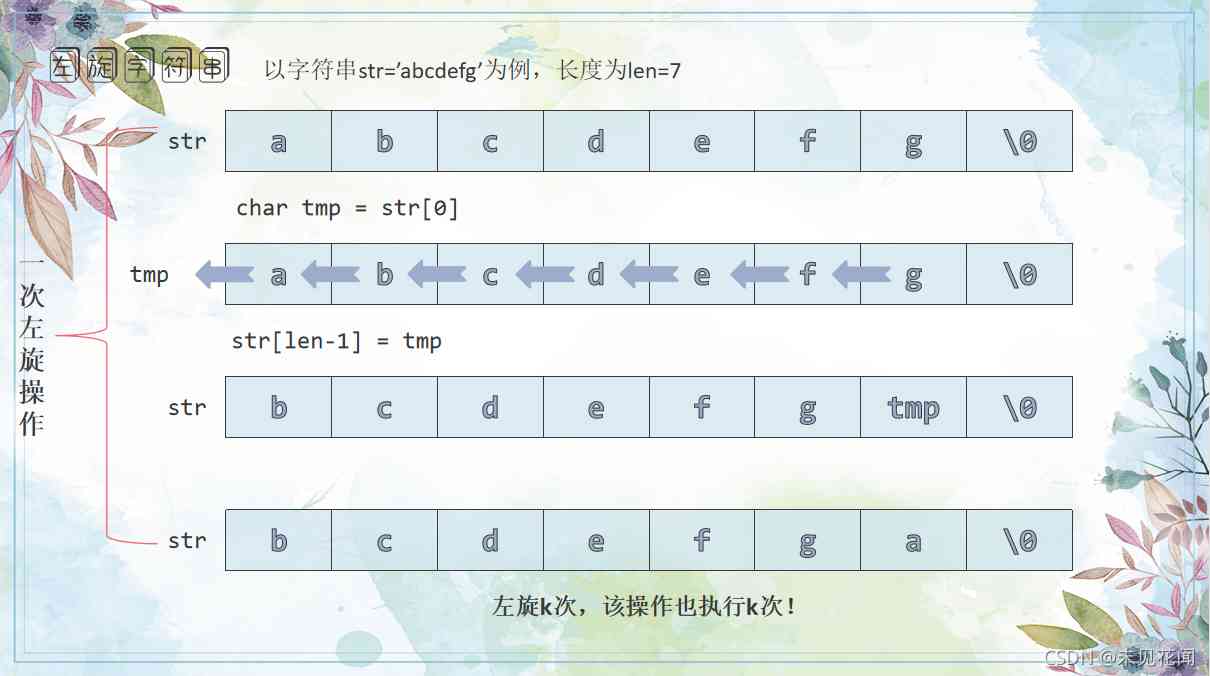 左旋字符串
以字符串str=’abcdefg’为例，长度为len=7
str a b c d e f g \0
char tmp = str[0]
tmp a b c d e f g \0
str[len-1] = tmp
str b c d e f g tmp \0
一次左旋操作
str b c d e f g a \0
左旋k次，该操作也执行k次！
CSDN @未见花闻